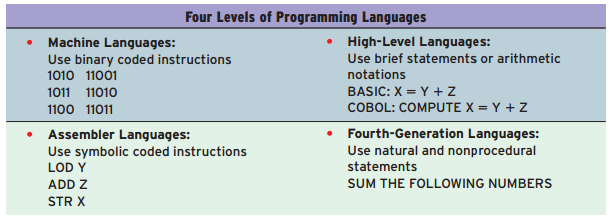 Four Levels of Programming Languages
• Machine Languages:
Use binary coded instructions
1010 11001
1011 11010
1100 11011
• High-Level Languages:
Use brief statements or arithmetic
notations
BASIC: X = Y + Z
COBOL: COMPUTE X = Y + Z
• Assembler Languages:
Use symbolic coded instructions
LOD Y
ADD Z
STR X
• Fourth-Generation Languages:
Use natural and nonprocedural
statements
SUM THE FOLLOWING NUMBERS